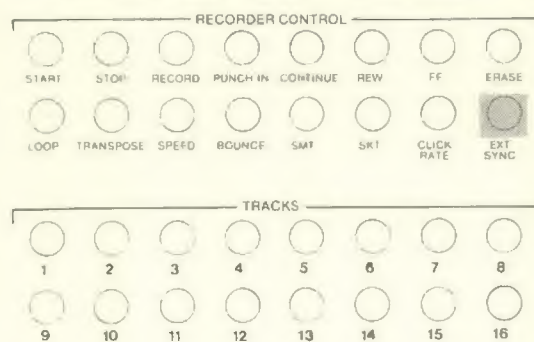 RECORDER CONTROL
START STOP RECORD PUNCH IN CONTINUE REW FF ERASE
LOOP TRANSPOSE SPEED BOUNCE SMT SKT CLICK RATE EXT SYNC
TRACKS
1 2 3 4 5 6 7 8
9 10 11 12 13 14 15 16